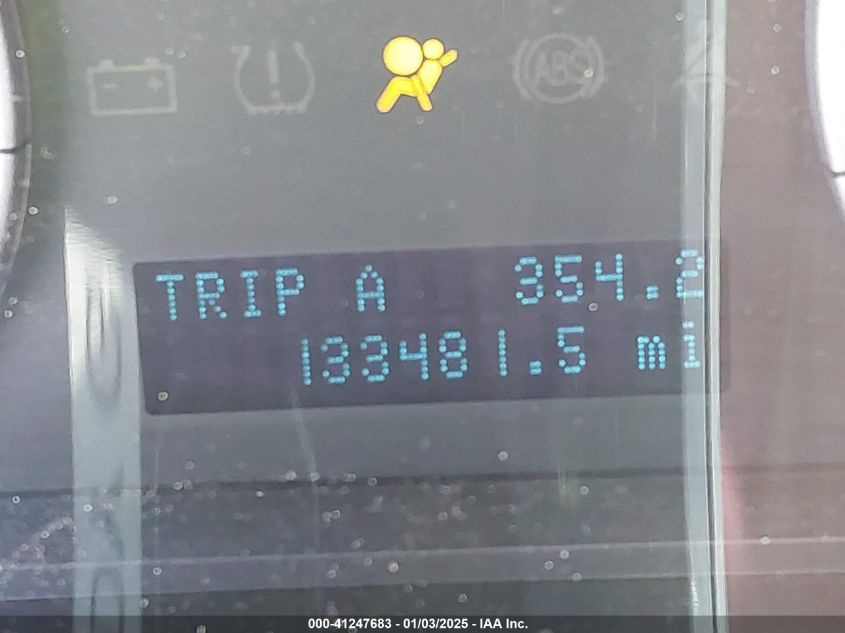 ABS
TRIP A 354.2
133481.5 mi
000-41247683 - 01/03/2025 - IAA Inc.